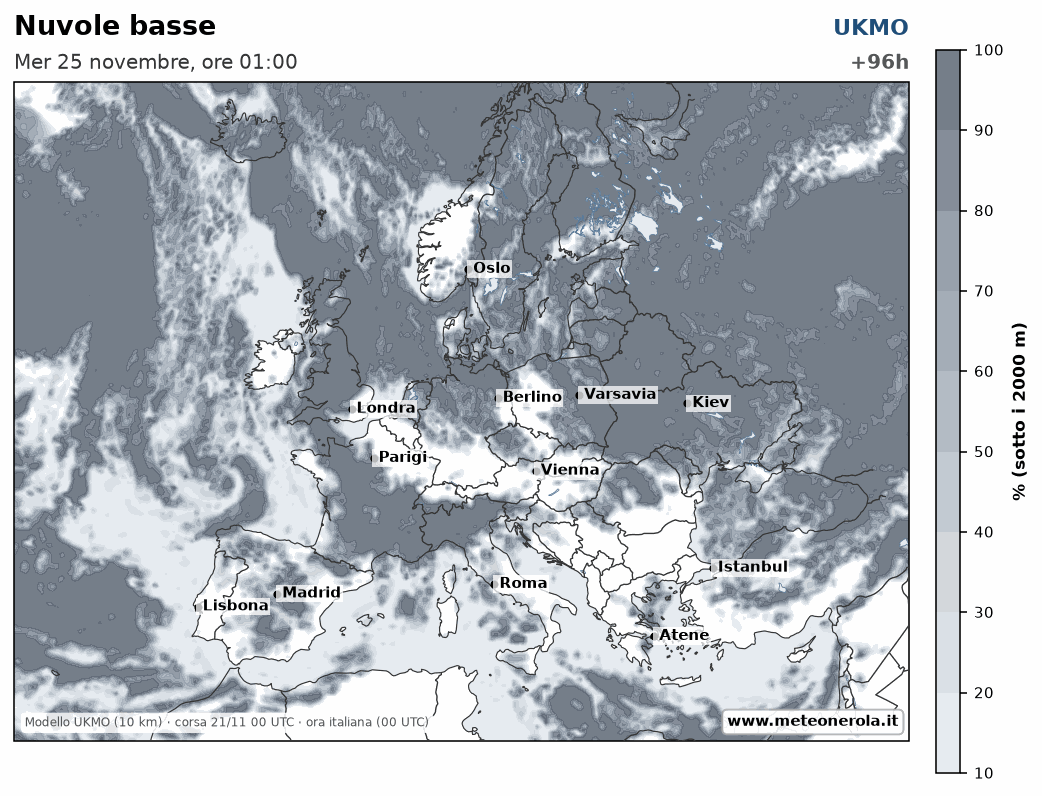 Nuvole basse
UKMO
Mer 25 novembre, ore 01:00
+96h
Oslo
Londra
Berlino
Varsavia
Kiev
Parigi
Vienna
Istanbul
Roma
Madrid
Lisbona
Atene
Modello UKMO (10 km) · corsa 21/11 00 UTC · ora italiana (00 UTC)
www.meteonerola.it
100
90
80
70
60
50
40
30
20
10
% (sotto i 2000 m)